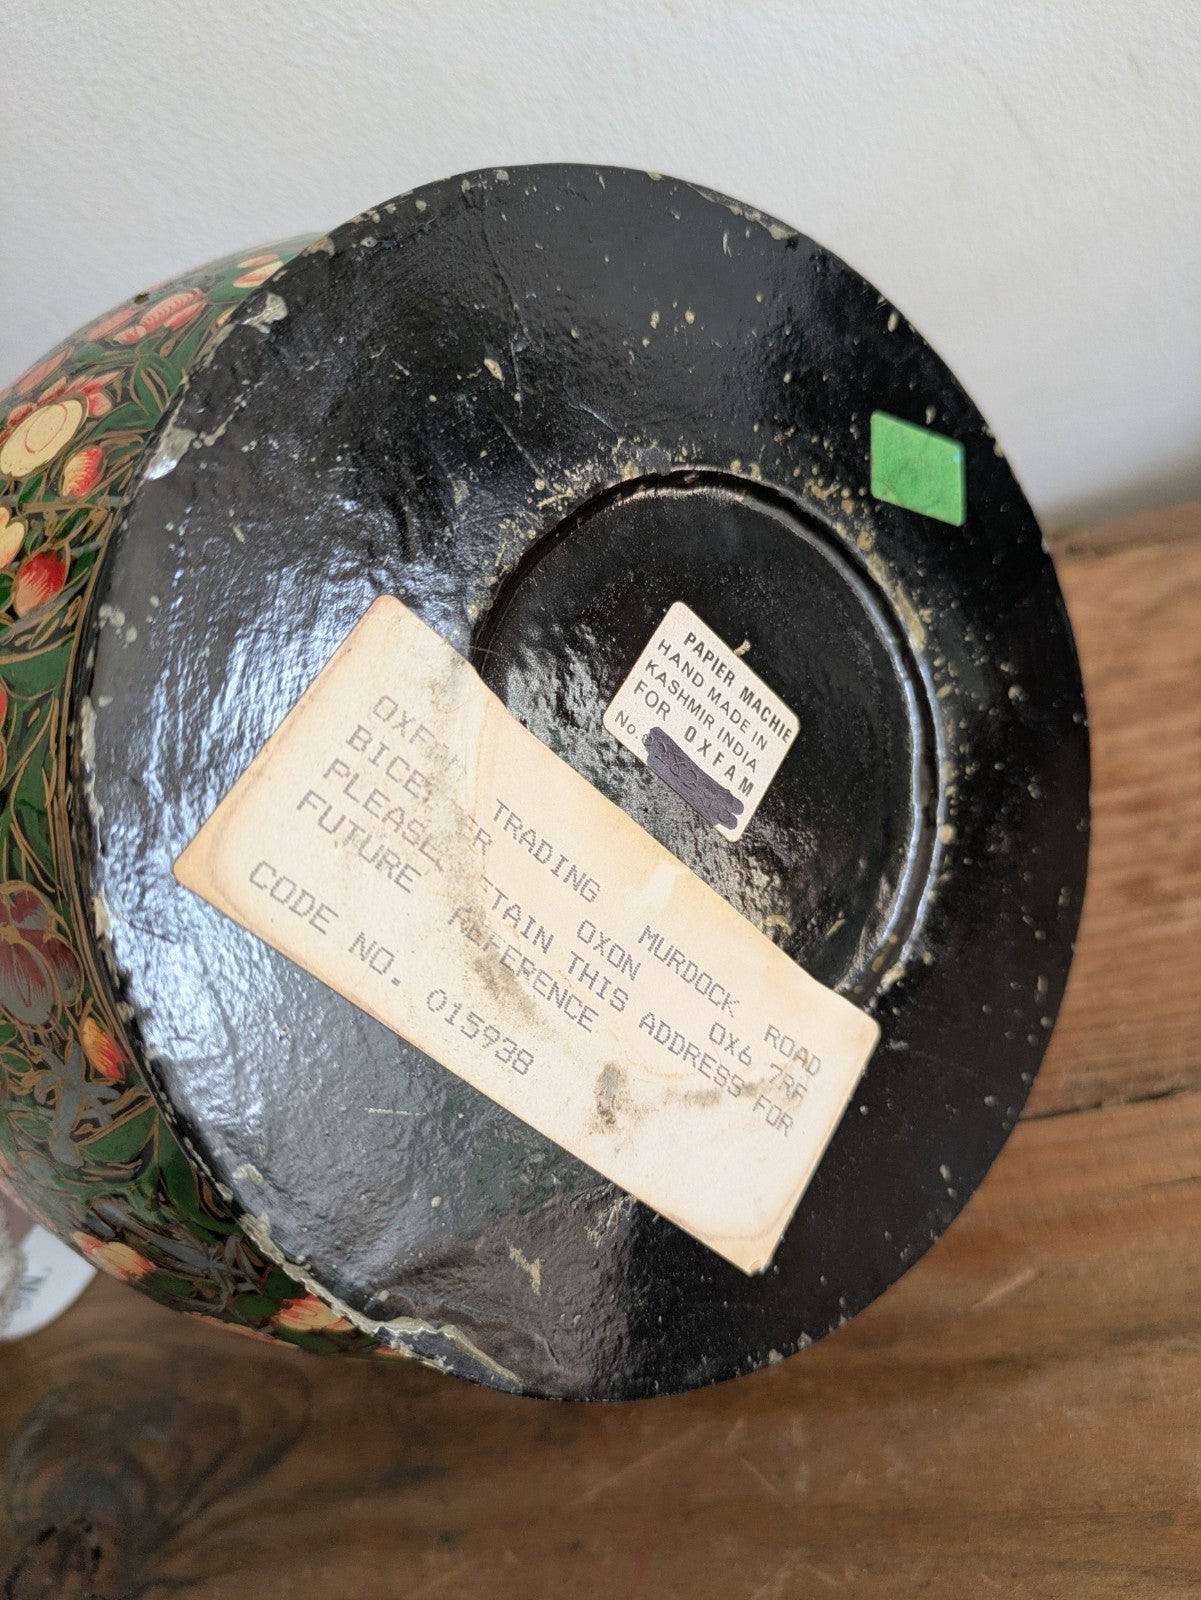 PAPIER MACHIE
HAND MADE IN
KASHMIR INDIA
FOR OXFAM
No.
TRADING MURDOCK ROAD
OXON OX6 7RF
THIS ADDRESS FOR
FUTURE REFERENCE
CODE NO. 015938